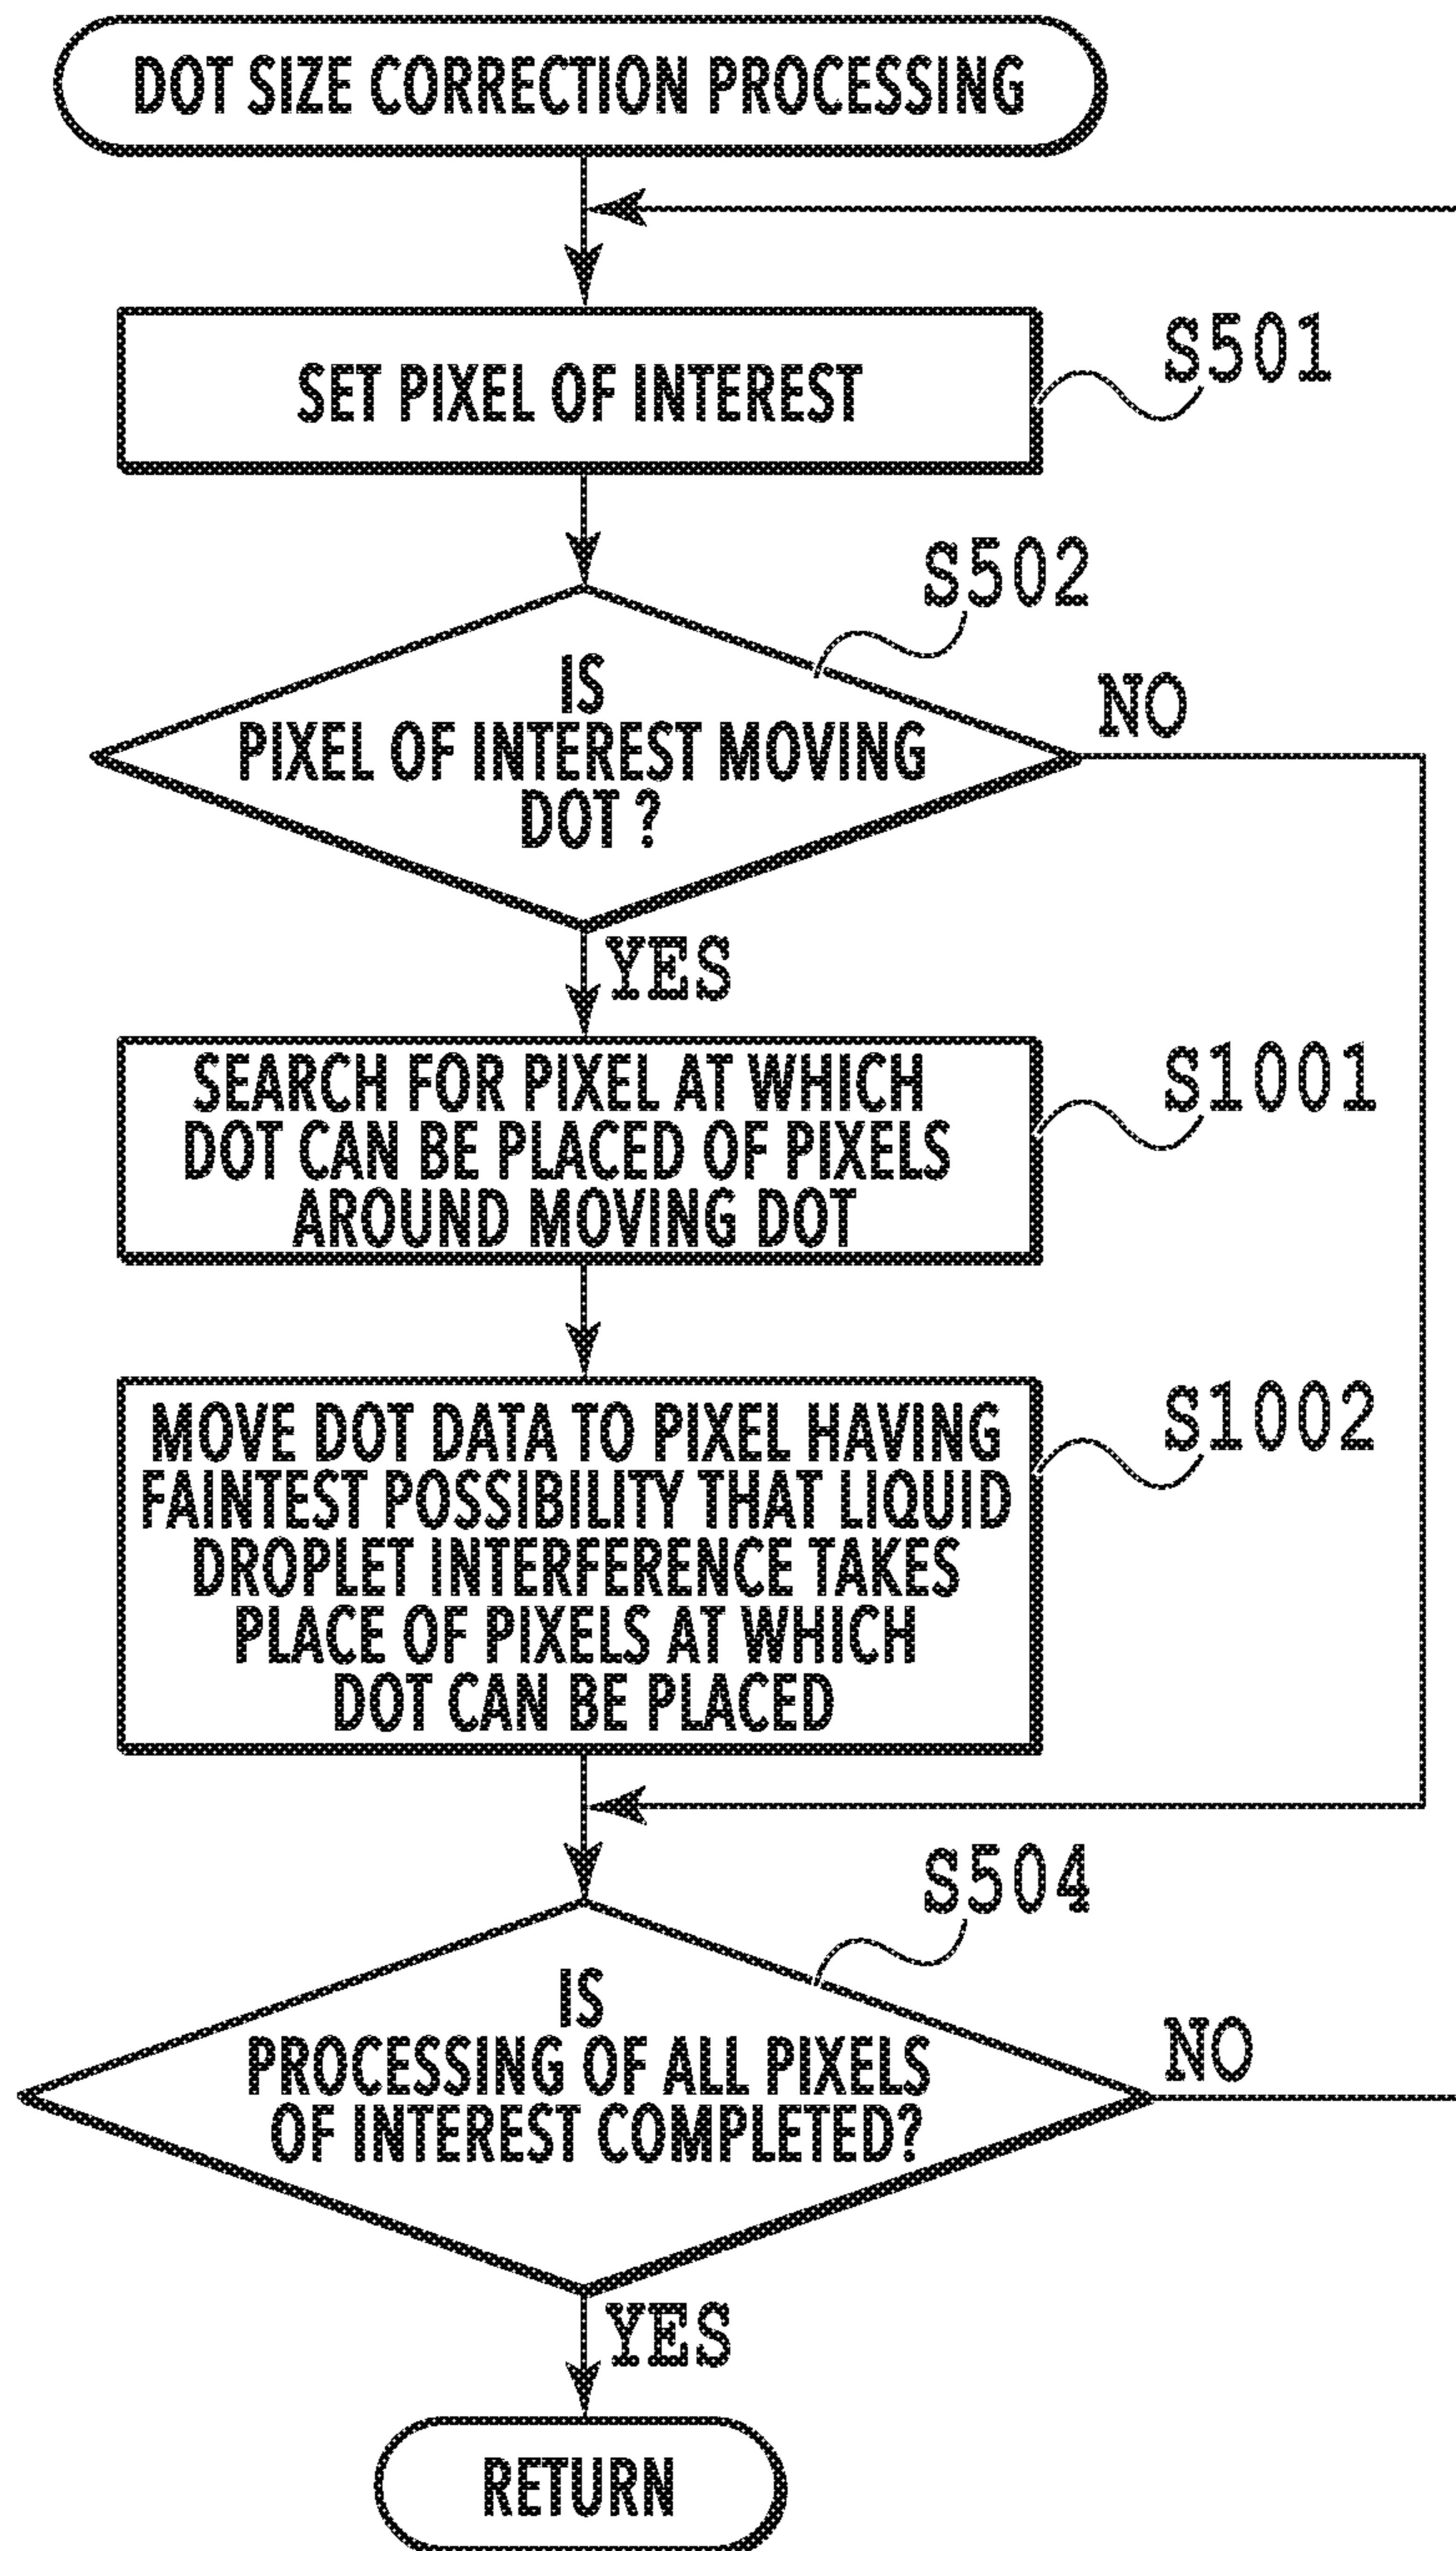 DOT SIZE CORRECTION PROCESSING
SET PIXEL OF INTEREST
S501
S502
IS
PIXEL OF INTEREST MOVING
DOT ?
NO
YES
SEARCH FOR PIXEL AT WHICH
DOT CAN BE PLACED OF PIXELS
AROUND MOVING DOT
S1001
MOVE DOT DATA TO PIXEL HAVING
FAINTEST POSSIBILITY THAT LIQUID
DROPLET INTERFERENCE TAKES
PLACE OF PIXELS AT WHICH
DOT CAN BE PLACED
S1002
S504
IS
PROCESSING OF ALL PIXELS
OF INTEREST COMPLETED?
NO
YES
RETURN